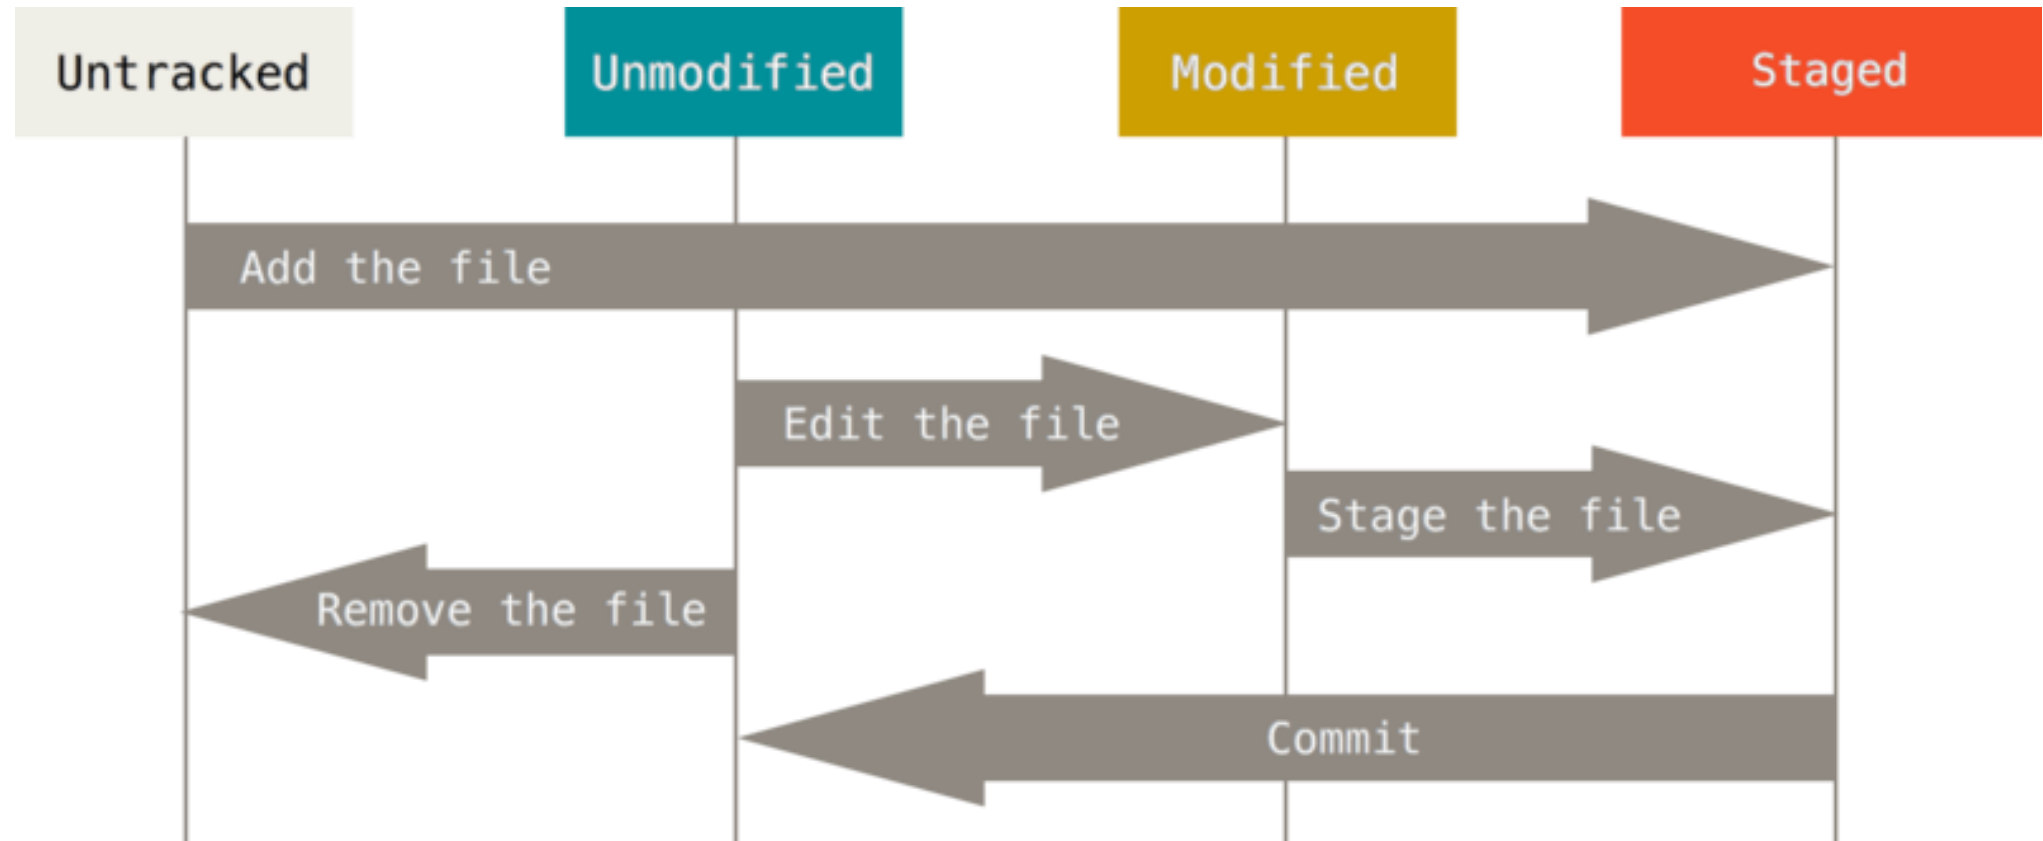 Untracked
Unmodified
Modified
Staged
Add the file
Edit the file
Stage the file
Remove the file
Commit